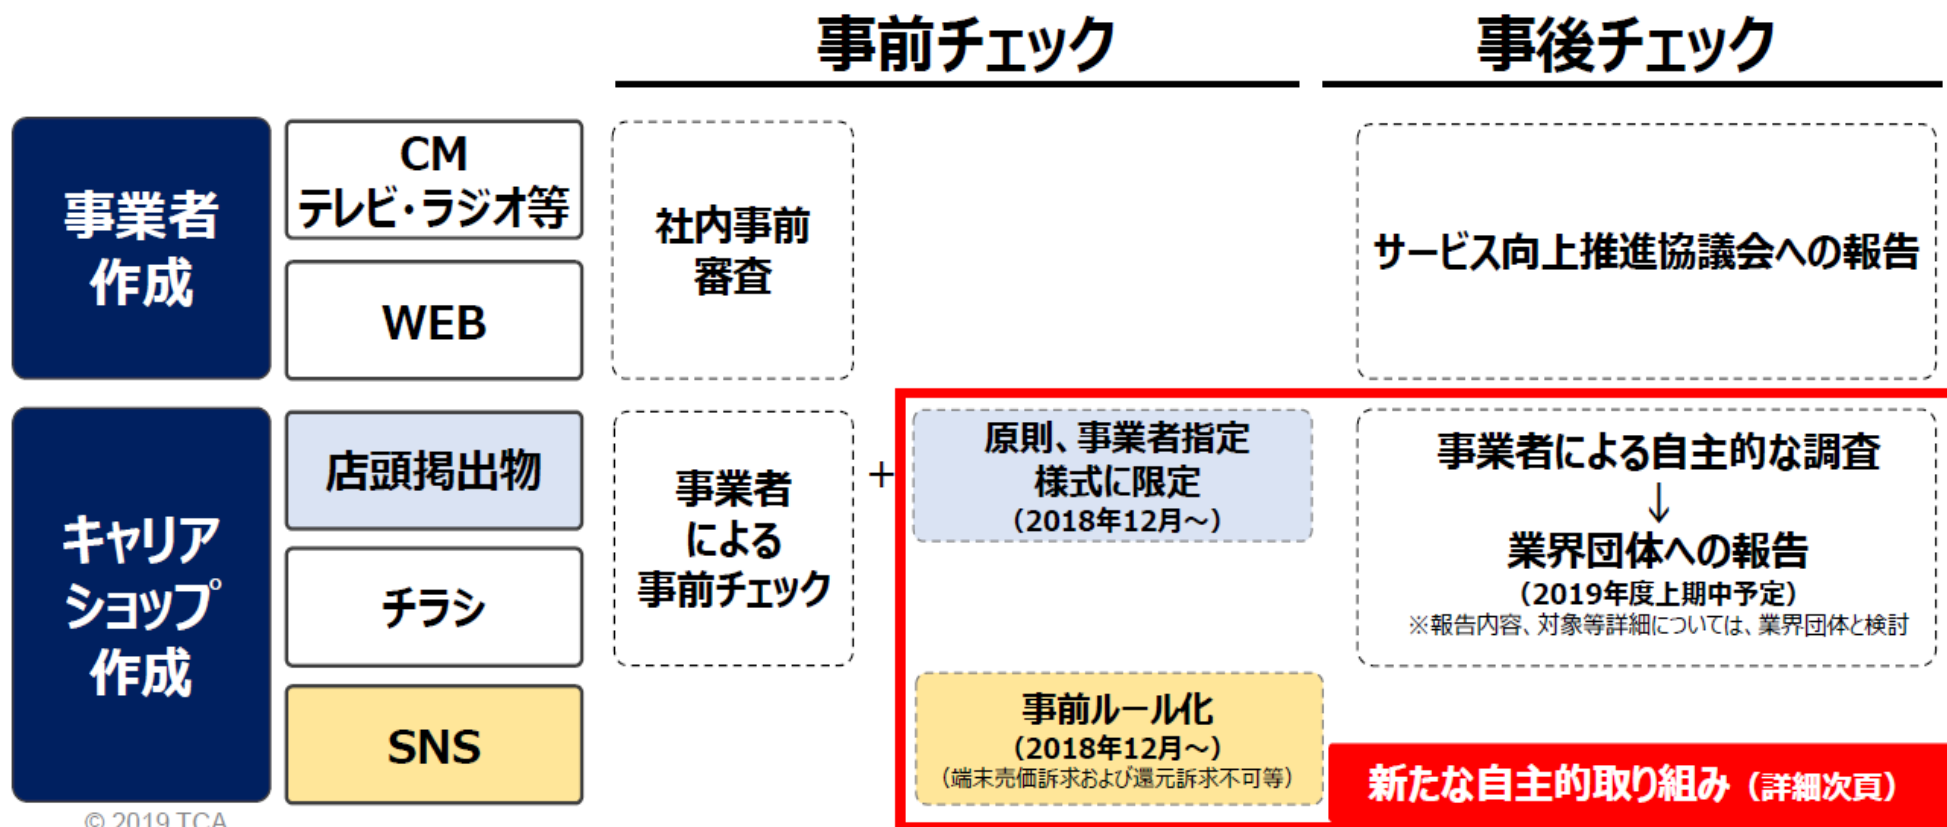 事前チェック
事後チェック
事業者
作成
CM
テレビ・ラジオ等
WEB
社内事前
審査
サービス向上推進協議会への報告
キャリア
ショップ
作成
店頭掲出物
チラシ
SNS
事業者
による
事前チェック
+
原則、事業者指定
様式に限定
(2018年12月~)
事前ルール化
(2018年12月~)
(端末売価訴求および還元訴求不可等)
事業者による自主的な調査
↓
業界団体への報告
(2019年度上期中予定)
※報告内容、対象等詳細については、業界団体と検討
新たな自主的取り組み(詳細次頁)
© 2019 TCA